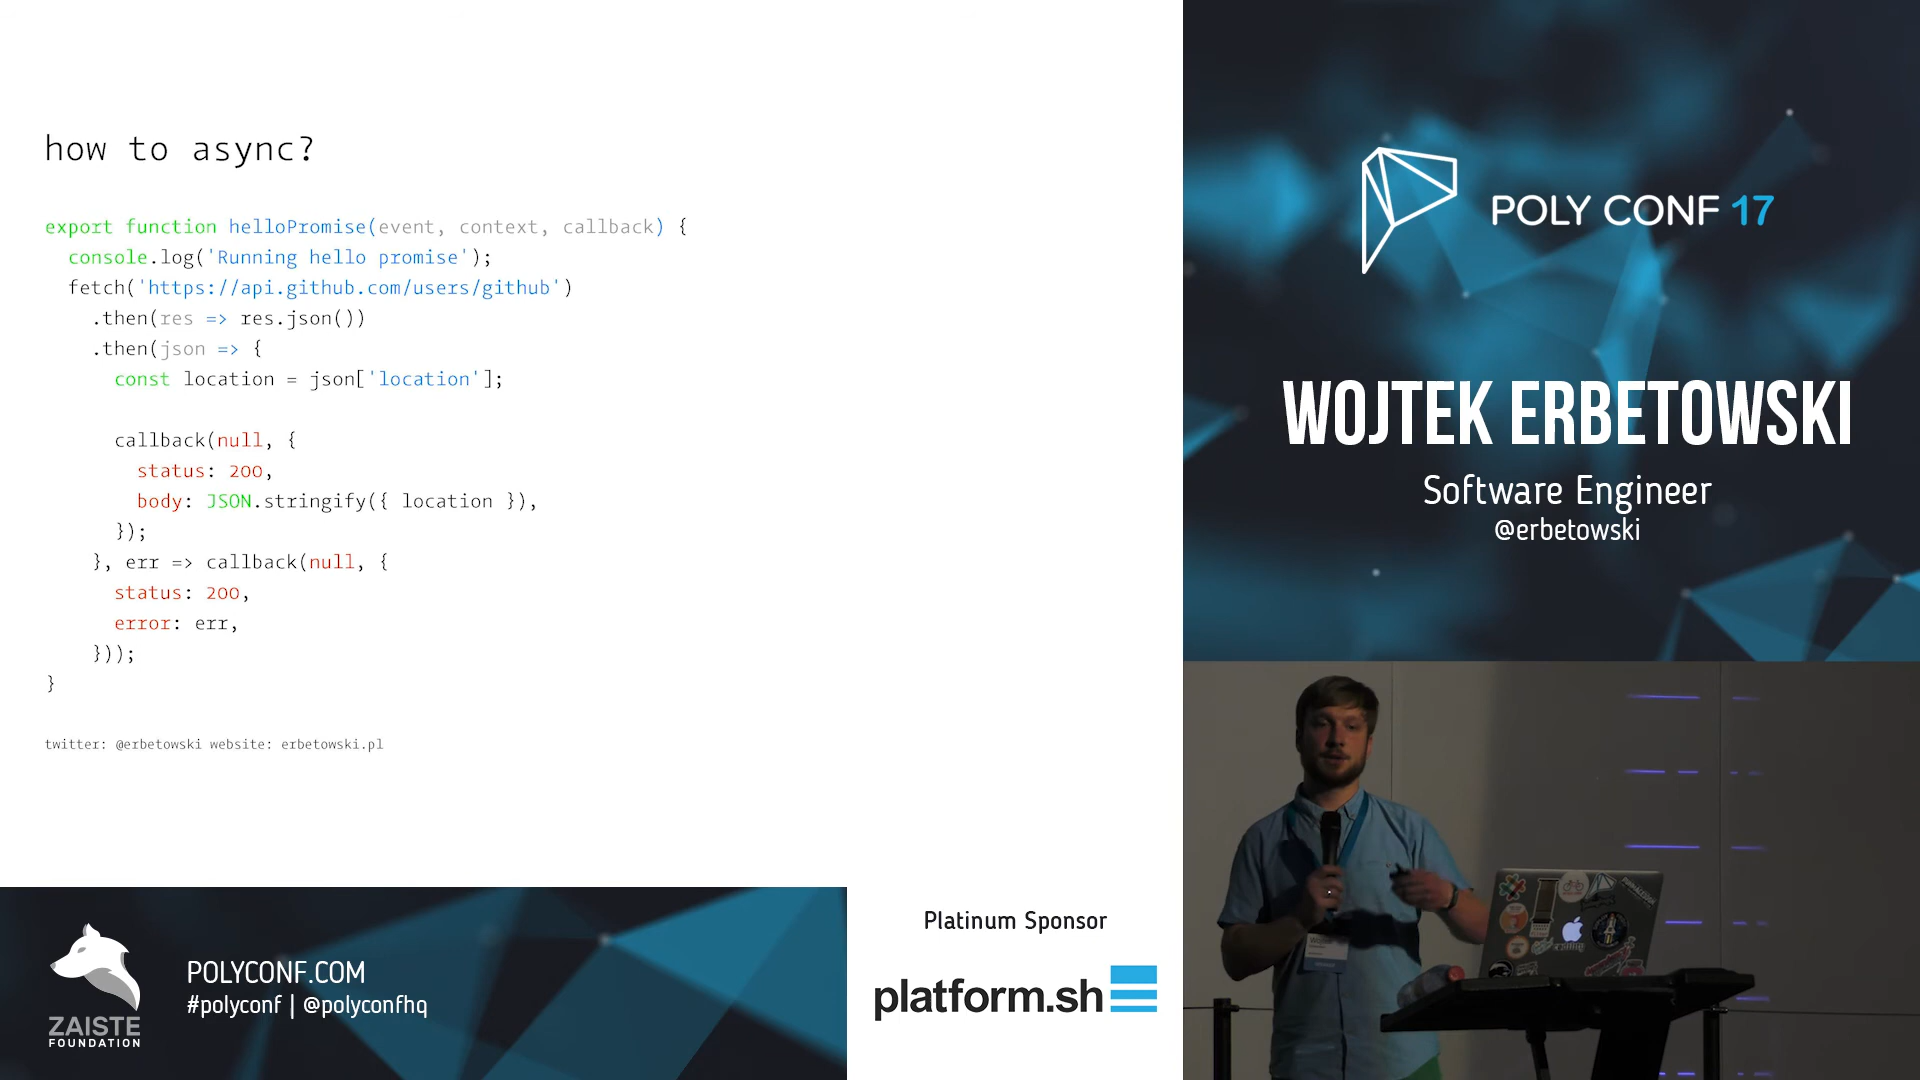 how to async?
export function helloPromise(event, context, callback) {
console.log('Running hello promise');
fetch('https://api.github.com/users/github')
.then(res => res.json())
.then(json => {
const location = json['location'];
callback(null, {
status: 200,
body: JSON.stringify({ location }),
});
}, err => callback(null, {
status: 200,
error: err,
}));
}
twitter: @erbetowski website: erbetowski.pl
POLY CONF 17
WOJTEK ERBETOWSKI
Software Engineer
@erbetowski
ZAISTE
FOUNDATION
POLYCONF.COM
#polyconf | @polyconfhq
Platinum Sponsor
platform.sh